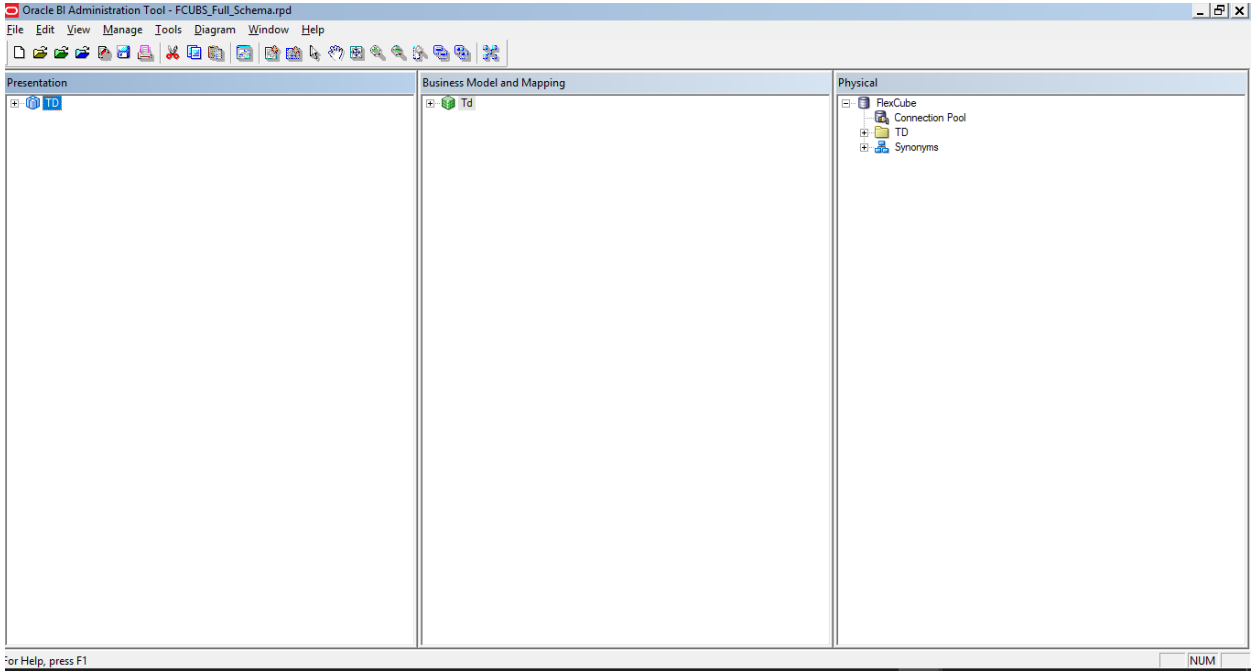 Oracle BI Administration Tool - FCUBS_Full_Schema.rpd
File Edit View Manage Tools Diagram Window Help
Presentation
TD
Business Model and Mapping
Td
Physical
FlexCube
Connection Pool
TD
Synonyms
For Help, press F1
NUM